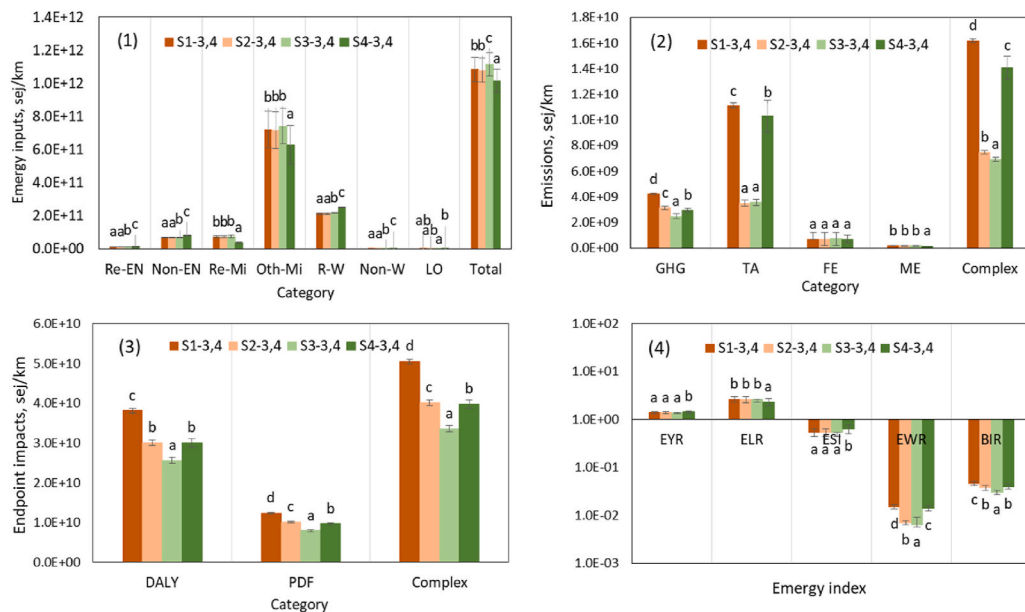 (1)
S1-3,4 S2-3,4 S3-3,4 S4-3,4
Energy inputs, sej/km
1.4E+12
1.2E+12
1.0E+12
8.0E+11
6.0E+11
4.0E+11
2.0E+11
0.0E+00
aab c
aab c
bbb a
bbb a
aab c
aab c
ab ab a b
bb c a
Re-EN Non-EN Re-Mi Oth-Mi R-W Non-W LO Total
Category
(2)
S1-3,4 S2-3,4 S3-3,4 S4-3,4
Emissions, sej/km
1.8E+10
1.6E+10
1.4E+10
1.2E+10
1.0E+10
8.0E+09
6.0E+09
4.0E+09
2.0E+09
0.0E+00
d c a b
c a a b
a a a a
b b b a
d b a c
GHG TA FE ME Complex
Category
(3)
S1-3,4 S2-3,4 S3-3,4 S4-3,4
Endpoint impacts, sej/km
6.0E+10
5.0E+10
4.0E+10
3.0E+10
2.0E+10
1.0E+10
0.0E+00
c b a b
d c a b
d c a b
DALY PDF Complex
Category
(4)
S1-3,4 S2-3,4 S3-3,4 S4-3,4
1.0E+02
1.0E+01
1.0E+00
1.0E-01
1.0E-02
1.0E-03
a a a b
b b b a
EYR ELR ESI EWR BIR
a a a b
d b a c
c b a b
Emergy index